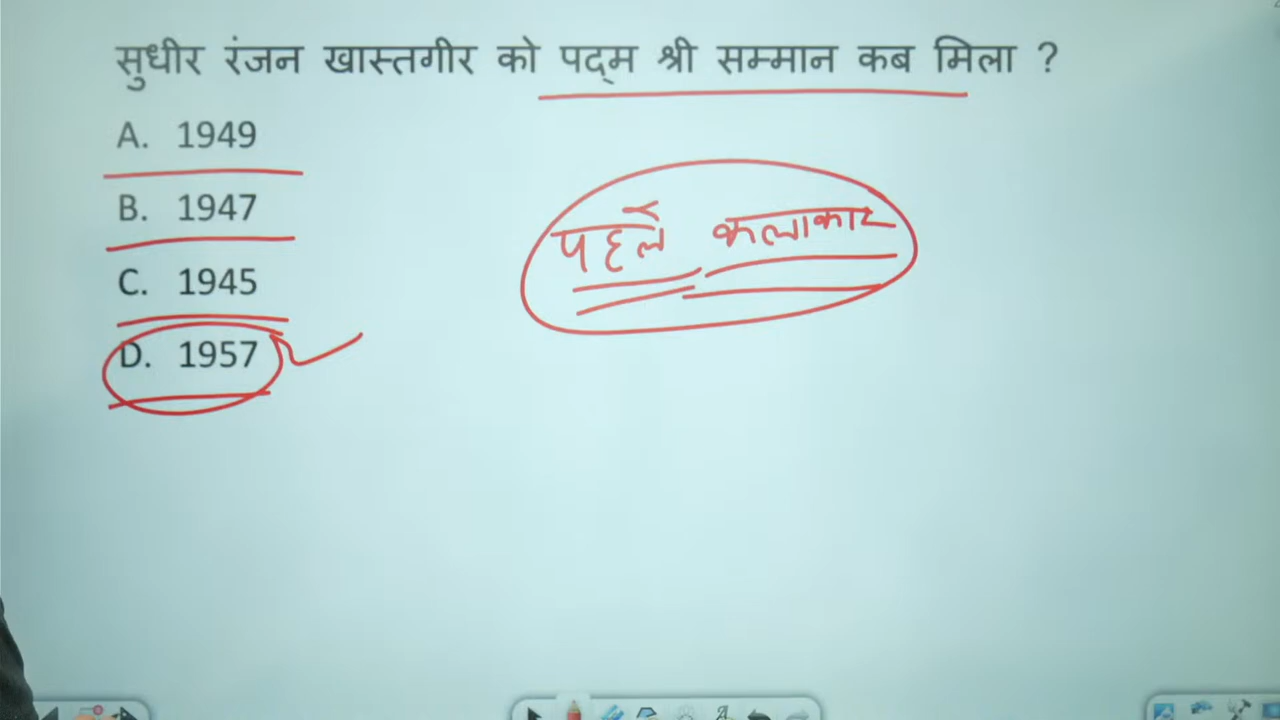 सुधीर रंजन खास्तगीर को पद्म श्री सम्मान कब मिला ?
A. 1949
B. 1947
C. 1945
D. 1957
पहले कलाकार